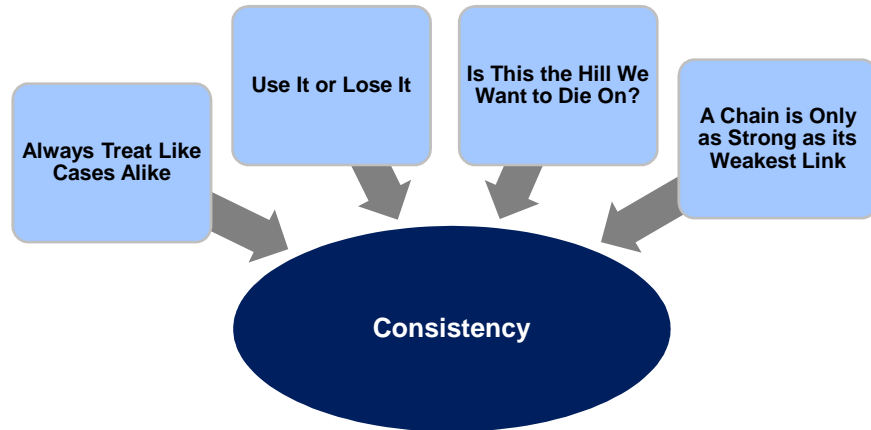 Always Treat Like
Cases Alike
Use It or Lose It
Is This the Hill We
Want to Die On?
A Chain is Only
as Strong as its
Weakest Link
Consistency